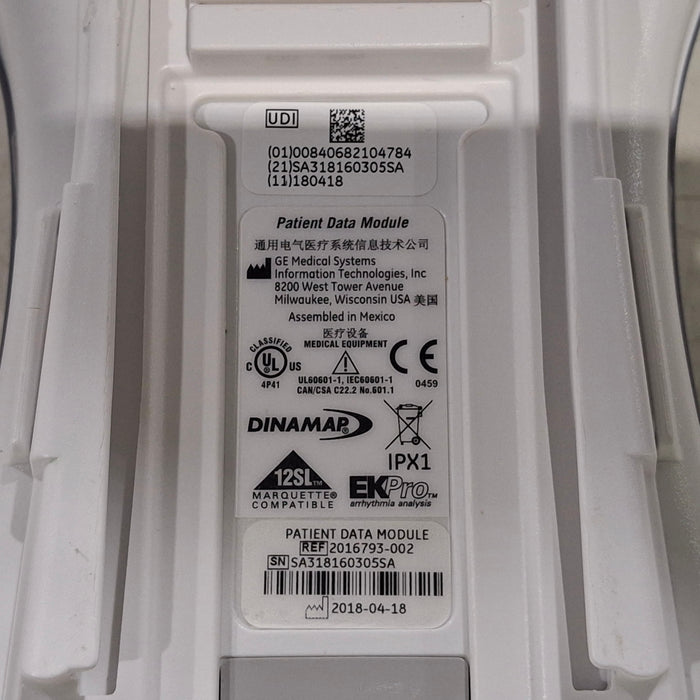 UDI
(01)00840682104784
(21)SA318160305SA
(11)180418
Patient Data Module
通用电气医疗系统信息技术公司
GE Medical Systems
Information Technologies, Inc
8200 West Tower Avenue
Milwaukee, Wisconsin USA 美国
Assembled in Mexico
医疗设备
MEDICAL EQUIPMENT
CLASSIFIED
C UL® US
4P41
UL60601-1, IEC60601-1
CAN/CSA C22.2 No.601.1
CE
0459
DINAMAP®
IPX1
12SL™
MARQUETTE®
COMPATIBLE
EKPro™
arrhythmia analysis
PATIENT DATA MODULE
REF 2016793-002
SN SA318160305SA
2018-04-18